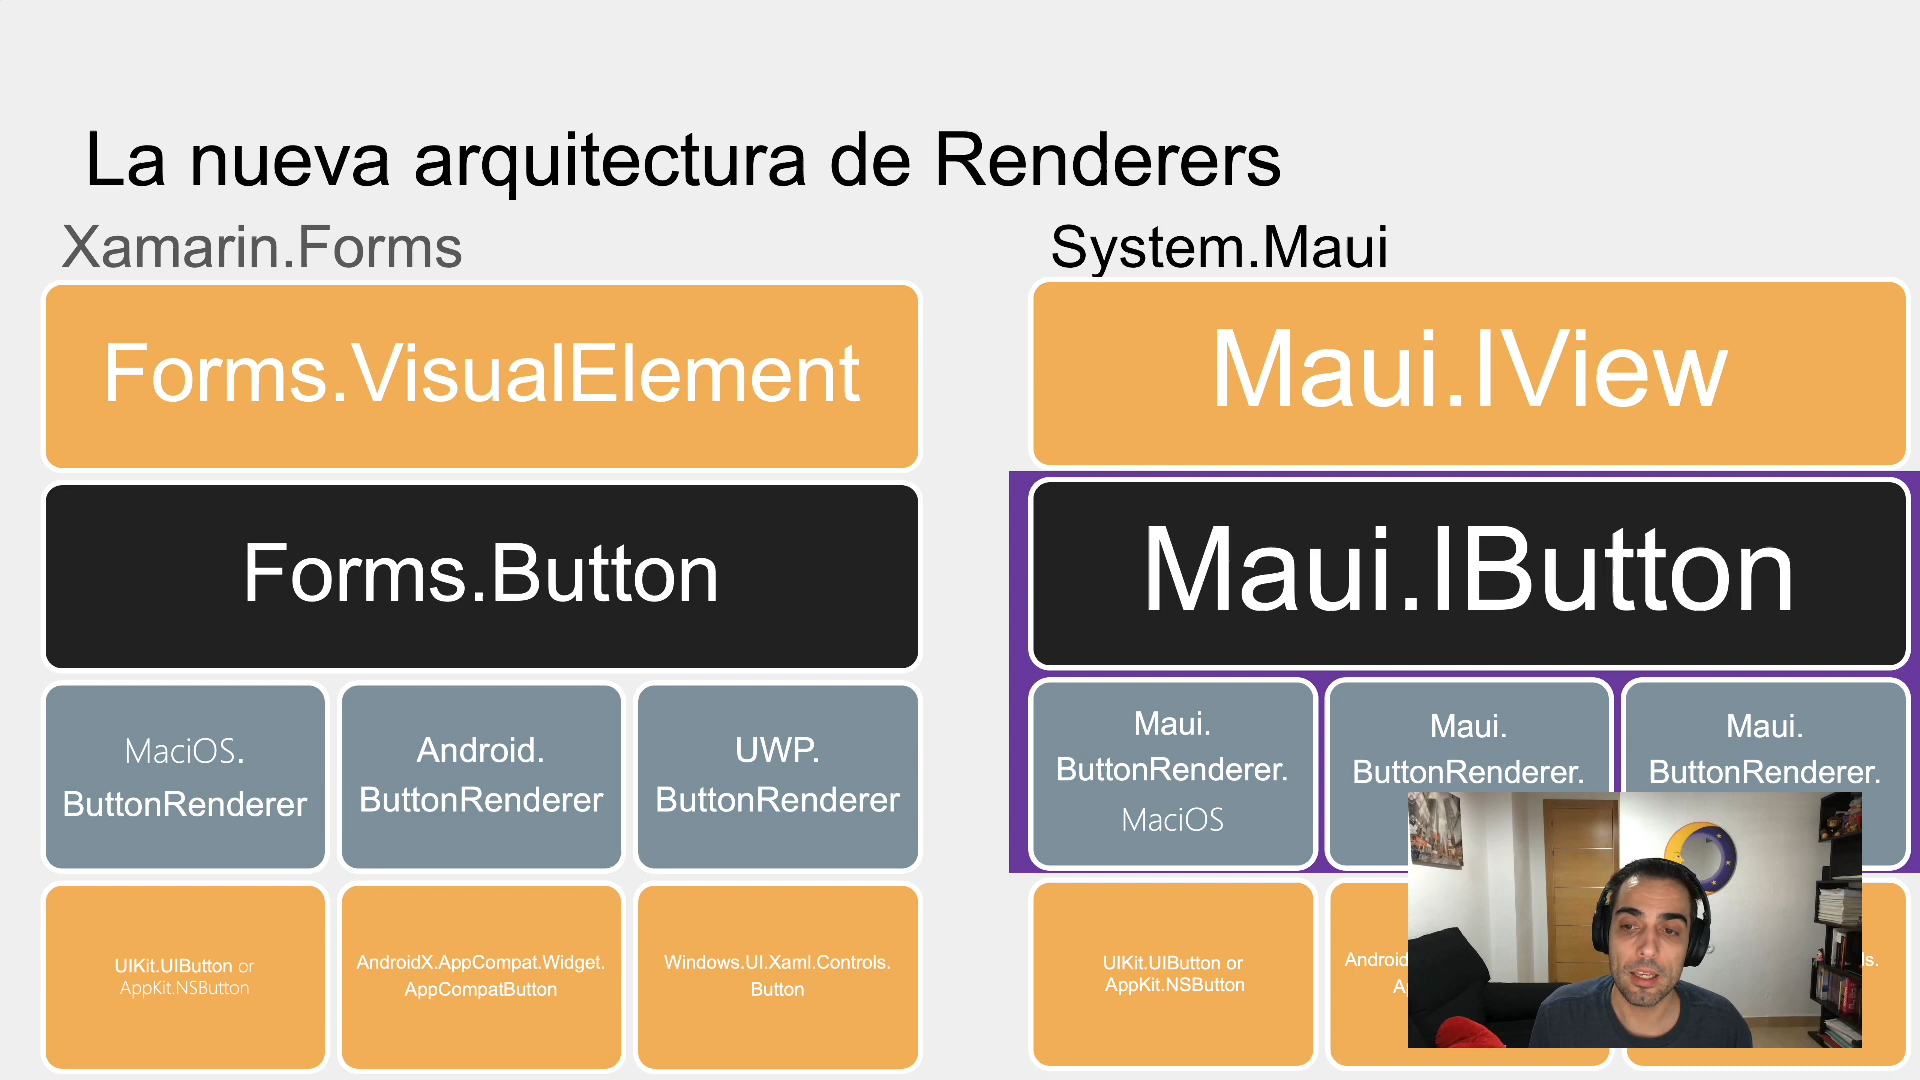 La nueva arquitectura de Renderers
Xamarin.Forms
Forms.VisualElement
Forms.Button
MaciOS.
ButtonRenderer
Android.
ButtonRenderer
UWP.
ButtonRenderer
UIKit.UIButton or
AppKit.NSButton
AndroidX.AppCompat.Widget.
AppCompatButton
Windows.UI.Xaml.Controls.
Button
System.Maui
Maui.IView
Maui.IButton
Maui.
ButtonRenderer.
MaciOS
Maui.
ButtonRenderer.
Maui.
ButtonRenderer.
UIKit.UIButton or
AppKit.NSButton
Android